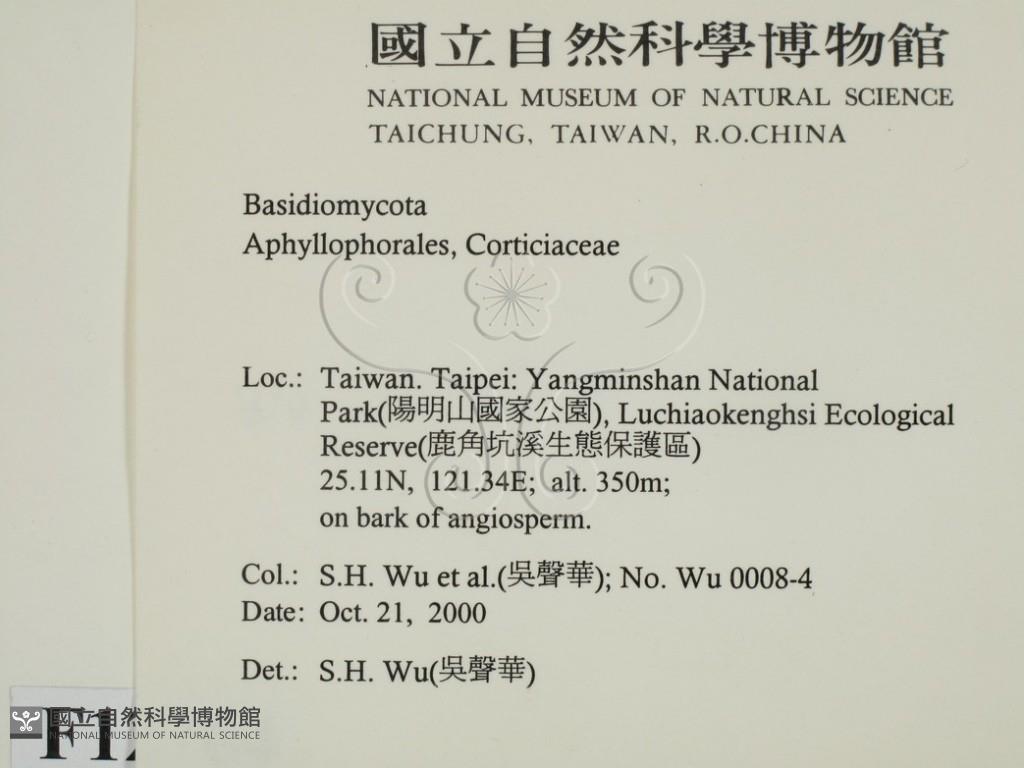 國立自然科學博物館
NATIONAL MUSEUM OF NATURAL SCIENCE
TAICHUNG, TAIWAN, R.O.CHINA
Basidiomycota
Aphyllophorales, Corticiaceae
Loc.: Taiwan. Taipei: Yangminshan National
Park(陽明山國家公園), Luchiaokenghsi Ecological
Reserve(鹿角坑溪生態保護區)
25.11N, 121.34E; alt. 350m;
on bark of angiosperm.
Col.: S.H. Wu et al.(吳聲華); No. Wu 0008-4
Date: Oct. 21, 2000
Det.: S.H. Wu(吳聲華)
國立自然科學博物館
NATIONAL MUSEUM OF NATURAL SCIENCE